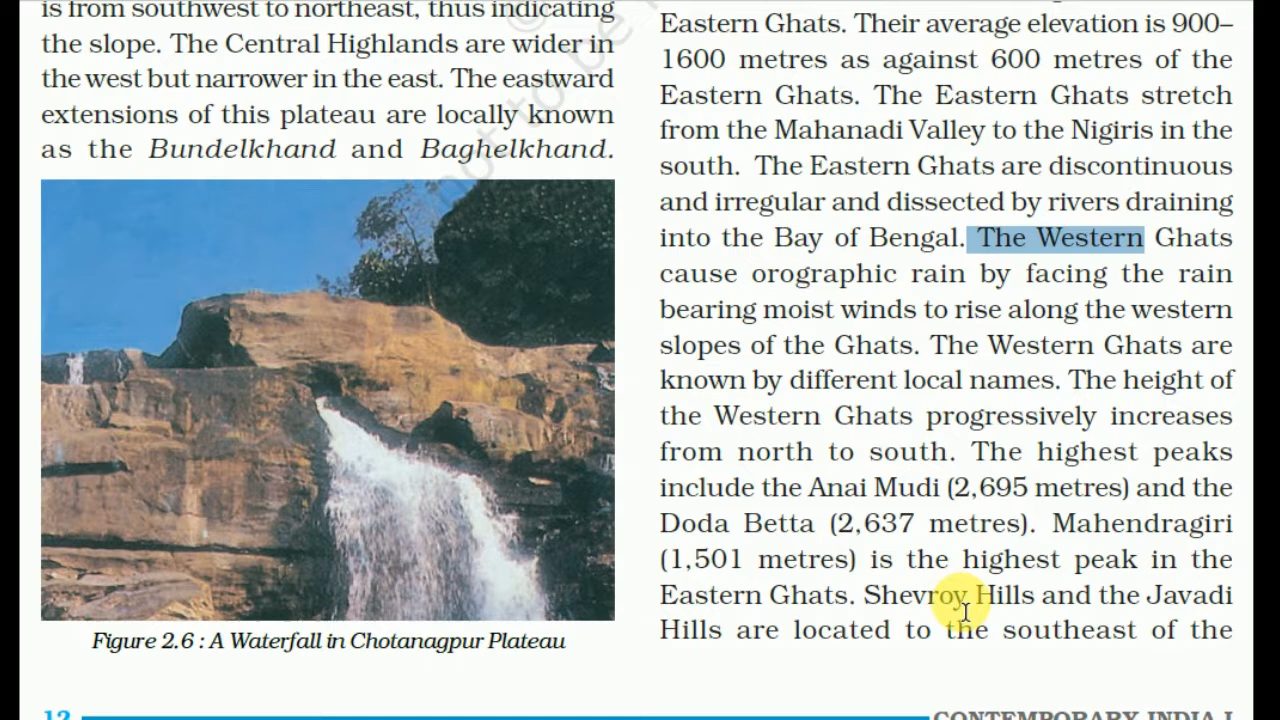 is from southwest to northeast, thus indicating
the slope. The Central Highlands are wider in
the west but narrower in the east. The eastward
extensions of this plateau are locally known
as the Bundelkhand and Baghelkhand.
Figure 2.6 : A Waterfall in Chotanagpur Plateau
12
Eastern Ghats. Their average elevation is 900–
1600 metres as against 600 metres of the
Eastern Ghats. The Eastern Ghats stretch
from the Mahanadi Valley to the Nigiris in the
south. The Eastern Ghats are discontinuous
and irregular and dissected by rivers draining
into the Bay of Bengal. The Western Ghats
cause orographic rain by facing the rain
bearing moist winds to rise along the western
slopes of the Ghats. The Western Ghats are
known by different local names. The height of
the Western Ghats progressively increases
from north to south. The highest peaks
include the Anai Mudi (2,695 metres) and the
Doda Betta (2,637 metres). Mahendragiri
(1,501 metres) is the highest peak in the
Eastern Ghats. Shevroy Hills and the Javadi
Hills are located to the southeast of the
CONTEMPORARY INDIA-I
© not to be